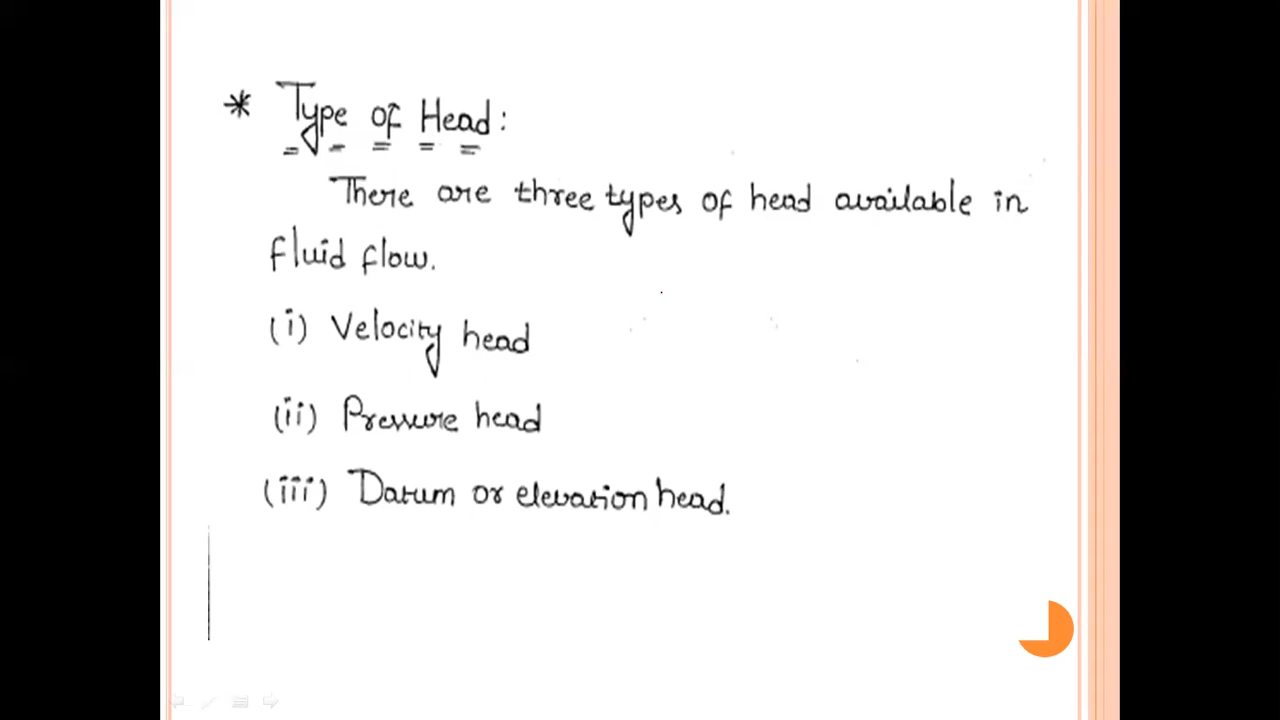 * Type of Head:
There are three types of head available in
fluid flow.
(i) Velocity head
(ii) Pressure head
(iii) Datum or elevation head.